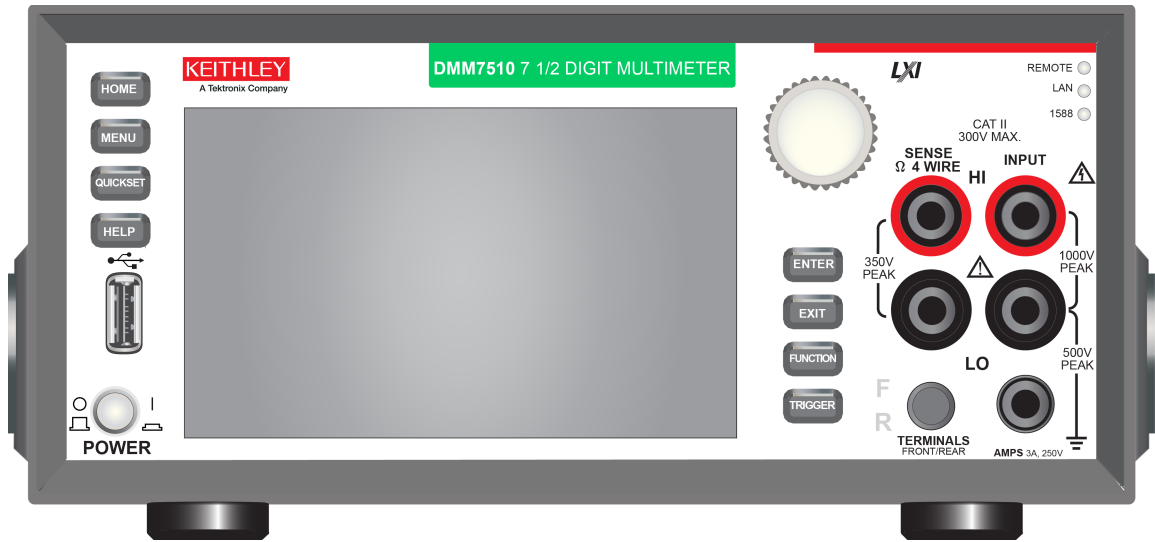 KEITHLEY
A Tektronix Company
DMM7510 7 1/2 DIGIT MULTIMETER
LXI
REMOTE
LAN
1588
HOME
MENU
QUICKSET
HELP
POWER
ENTER
EXIT
FUNCTION
TRIGGER
CAT II
300V MAX.
SENSE
Ω 4 WIRE
INPUT
HI
350V
PEAK
1000V
PEAK
500V
PEAK
LO
F
R
TERMINALS
FRONT/REAR
AMPS 3A, 250V